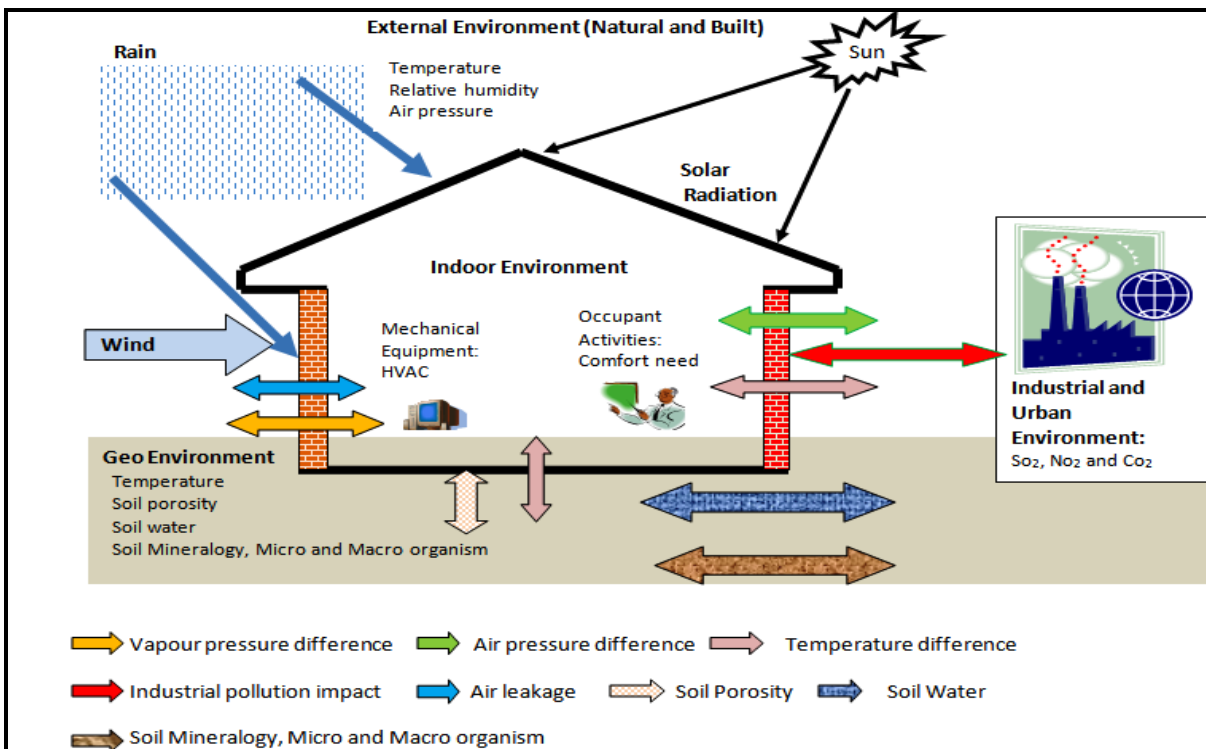 External Environment (Natural and Built)
Rain
Sun
Temperature
Relative humidity
Air pressure
Solar
Radiation
Indoor Environment
Wind
Mechanical
Equipment:
HVAC
Occupant
Activities:
Comfort need
Industrial and
Urban
Environment:
So₂, No₂ and Co₂
Geo Environment
Temperature
Soil porosity
Soil water
Soil Mineralogy, Micro and Macro organism
Vapour pressure difference
Air pressure difference
Temperature difference
Industrial pollution impact
Air leakage
Soil Porosity
Soil Water
Soil Mineralogy, Micro and Macro organism